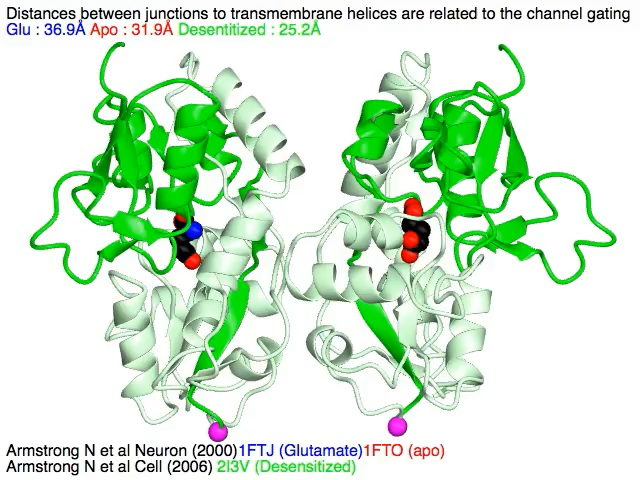 Distances between junctions to transmembrane helices are related to the channel gating
Glu : 36.9Å Apo : 31.9Å Desentitized : 25.2Å
Armstrong N et al Neuron (2000)1FTJ (Glutamate)1FTO (apo)
Armstrong N et al Cell (2006) 2I3V (Desensitized)